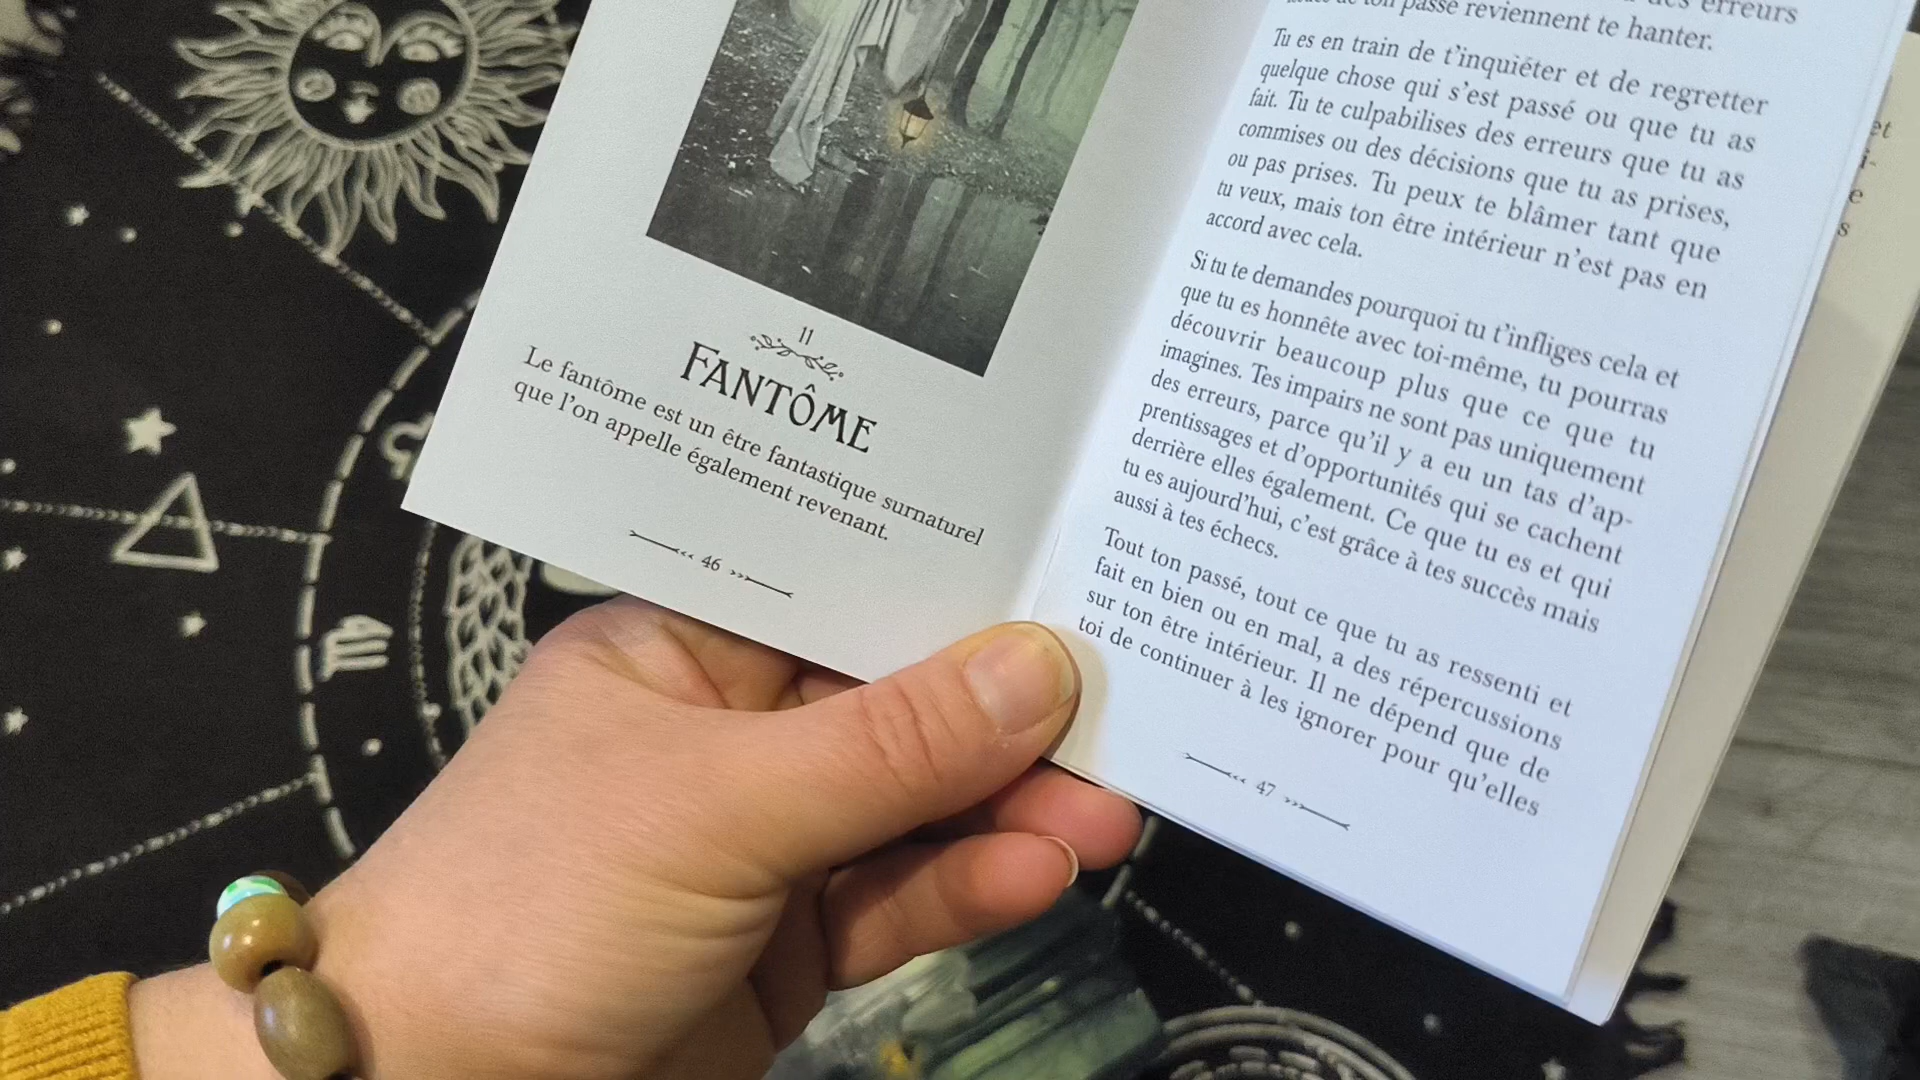 11
FANTÔME
Le fantôme est un être fantastique surnaturel
que l'on appelle également revenant.
46
des erreurs
passé reviennent te hanter.
Tu es en train de t'inquiéter et de regretter
quelque chose qui s'est passé ou que tu as
fait. Tu te culpabilises des erreurs que tu as
commises ou des décisions que tu as prises,
ou pas prises. Tu peux te blâmer tant que
tu veux, mais ton être intérieur n'est pas en
accord avec cela.
Si tu te demandes pourquoi tu t'infliges cela et
que tu es honnête avec toi-même, tu pourras
découvrir beaucoup plus que ce que tu
imagines. Tes impairs ne sont pas uniquement
des erreurs, parce qu'il y a eu un tas d'ap-
prentissages et d'opportunités qui se cachent
derrière elles également. Ce que tu es et qui
tu es aujourd'hui, c'est grâce à tes succès mais
aussi à tes échecs.
Tout ton passé, tout ce que tu as ressenti et
fait en bien ou en mal, a des répercussions
sur ton être intérieur. Il ne dépend que de
toi de continuer à les ignorer pour qu'elles
47
et
i-
e
s